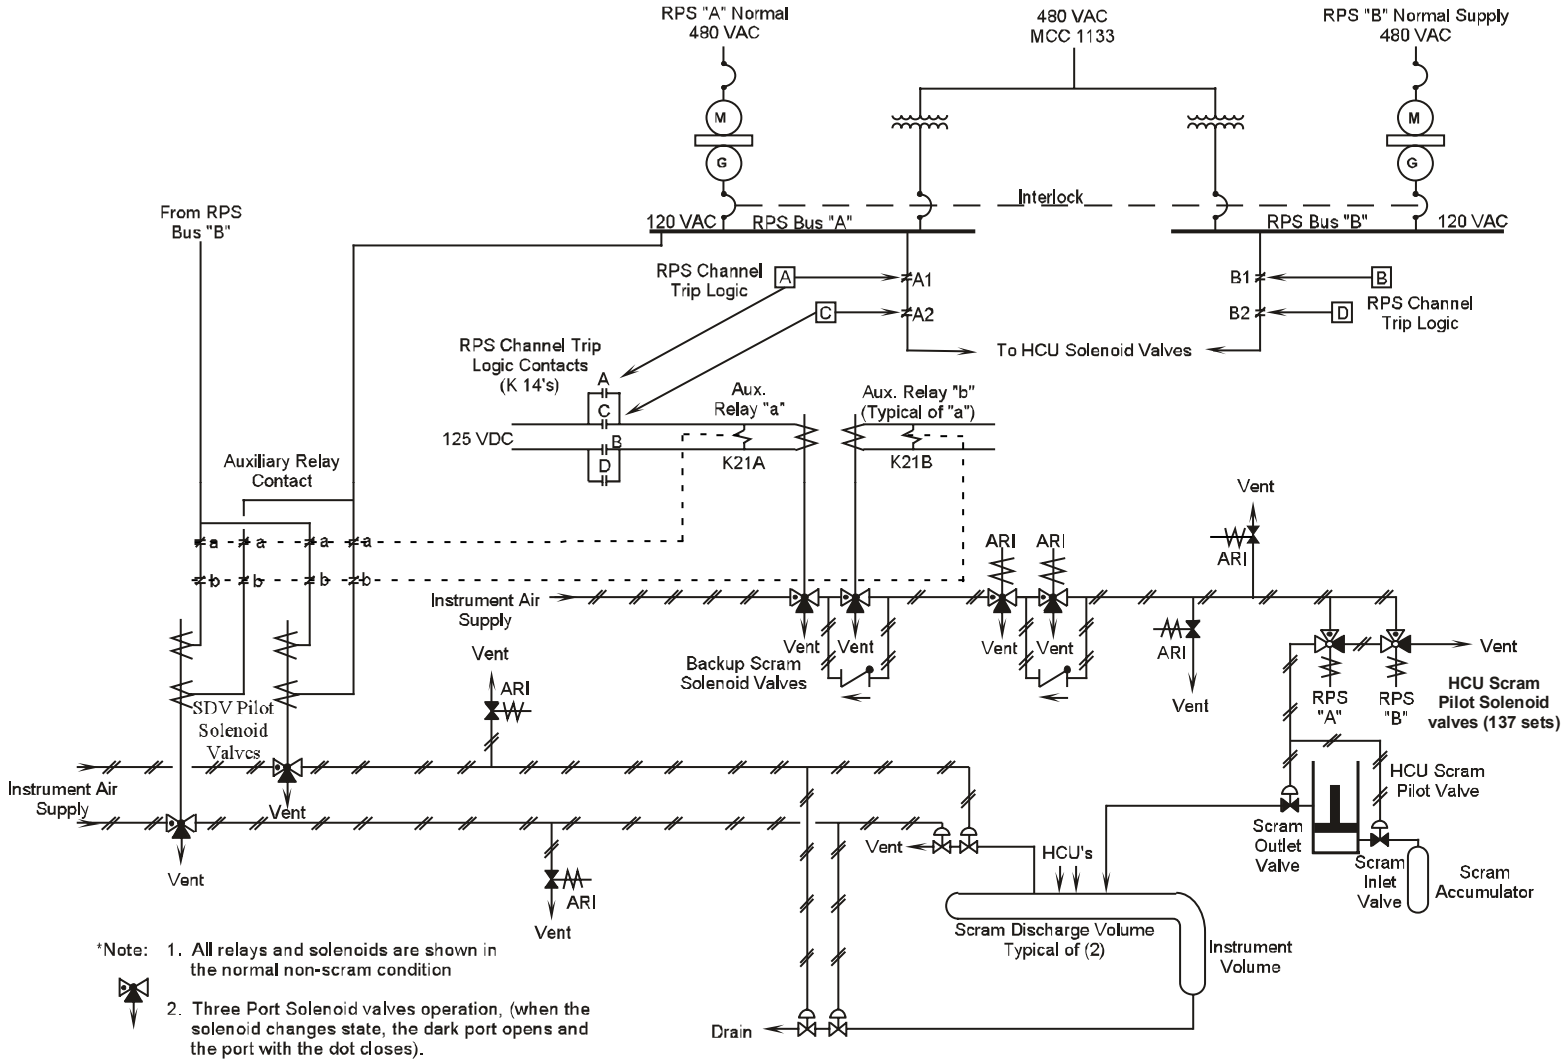 RPS "A" Normal
480 VAC
480 VAC
MCC 1133
RPS "B" Normal Supply
480 VAC
M
G
M
G
Interlock
From RPS
Bus "B"
120 VAC
RPS Bus "A"
RPS Bus "B"
120 VAC
RPS Channel
Trip Logic
A
A1
C
A2
B1
B
B2
D
RPS Channel
Trip Logic
To HCU Solenoid Valves
RPS Channel Trip
Logic Contacts
(K 14's)
A
C
B
D
125 VDC
Aux.
Relay "a"
K21A
Aux. Relay "b"
(Typical of "a")
K21B
Auxiliary Relay
Contact
a
a
a
a
b
b
b
b
Instrument Air
Supply
Vent
Vent
Backup Scram
Solenoid Valves
ARI
ARI
Vent
Vent
Vent
ARI
ARI
Vent
Vent
RPS
"A"
RPS
"B"
HCU Scram
Pilot Solenoid
valves (137 sets)
SDV Pilot
Solenoid
Valves
Vent
ARI
Instrument Air
Supply
Vent
Vent
ARI
Vent
HCU Scram
Pilot Valve
Scram
Outlet
Valve
Scram
Inlet
Valve
Scram
Accumulator
Vent
HCU's
Scram Discharge Volume
Typical of (2)
Instrument
Volume
Drain
*Note: 1. All relays and solenoids are shown in
the normal non-scram condition
2. Three Port Solenoid valves operation, (when the
solenoid changes state, the dark port opens and
the port with the dot closes).